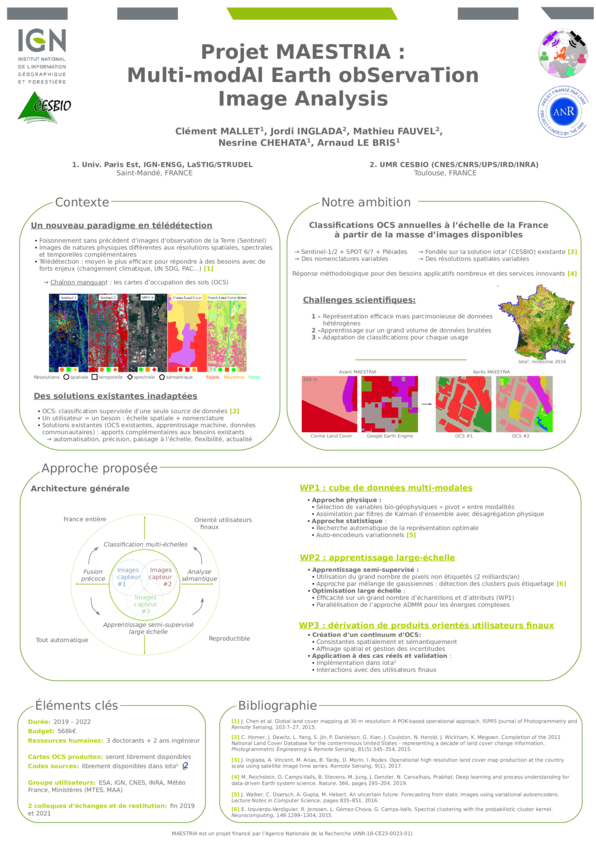 IGN
INSTITUT NATIONAL
DE L'INFORMATION
GÉOGRAPHIQUE
ET FORESTIÈRE
CESBIO
Projet MAESTRIA :
Multi-modAl Earth obServaTion
Image Analysis
PROJET FINANCÉ PAR L'ANR
ANR
Clément MALLET¹, Jordi INGLADA², Mathieu FAUVEL²,
Nesrine CHEHATA¹, Arnaud LE BRIS¹
1. Univ. Paris Est, IGN-ENSG, LaSTIG/STRUDEL
Saint-Mandé, FRANCE
2. UMR CESBIO (CNES/CNRS/UPS/IRD/INRA)
Toulouse, FRANCE
Contexte
Un nouveau paradigme en télédétection
• Foisonnement sans précédent d'images d'observation de la Terre (Sentinel)
• Images de natures physiques différentes aux résolutions spatiales, spectrales
et temporelles complémentaires
• Télédétection : moyen le plus efficace pour répondre à des besoins avec de
forts enjeux (changement climatique, UN SDG, PAC...) [1]
→ Chaînon manquant : les cartes d'occupation des sols (OCS)
Sentinel-1 Sentinel-2 SPOT 6 Corine Land Cover French Land Cover
Résolutions spatiale temporelle spectrale sémantique Faible Moyenne Forte
Des solutions existantes inadaptées
• OCS: classification supervisée d'une seule source de données [2]
• Un utilisateur = un besoin : échelle spatiale + nomenclature
• Solutions existantes (OCS existantes, apprentissage machine, données
communautaires) : apports complémentaires aux besoins existants
→ automatisation, précision, passage à l'échelle, flexibilité, actualité
Notre ambition
Classifications OCS annuelles à l'échelle de la France
à partir de la masse d'images disponibles
→ Sentinel-1/2 + SPOT 6/7 + Pléiades
→ Des nomenclatures variables
→ Fondée sur la solution iota² (CESBIO) existante [3]
→ Des résolutions spatiales variables
Réponse méthodologique pour des besoins applicatifs nombreux et des services innovants [4]
Challenges scientifiques:
1 – Représentation efficace mais parcimonieuse de données
hétérogènes
2 –Apprentissage sur un grand volume de données bruitées
3 – Adaptation de classifications pour chaque usage
iota², millésime 2016
Avant MAESTRIA
Après MAESTRIA
Corine Land Cover
Google Earth Engine
OCS #1
OCS #2
Approche proposée
Architecture générale
France entière
Orienté utilisateurs
finaux
Classification multi-échelles
Fusion
précoce
Images
capteur
#1
Images
capteur
#2
Analyse
sémantique
Images
capteur
#3
Apprentissage semi-supervisé
large échelle
Tout automatique
Reproductible
WP1 : cube de données multi-modales
• Approche physique :
• Sélection de variables bio-géophysiques « pivot » entre modalités
• Assimilation par filtres de Kalman d'ensemble avec désagrégation physique
• Approche statistique :
• Recherche automatique de la représentation optimale
• Auto-encodeurs variationnels [5]
WP2 : apprentissage large-échelle
• Apprentissage semi-supervisé :
• Utilisation du grand nombre de pixels non étiquetés (2 milliards/an)
• Approche par mélange de gaussiennes : détection des clusters puis étiquetage [6]
• Optimisation large échelle :
• Efficacité sur un grand nombre d'échantillons et d'attributs (WP1)
• Parallélisation de l'approche ADMM pour les énergies complexes
WP3 : dérivation de produits orientés utilisateurs finaux
• Création d'un continuum d'OCS:
• Consistantes spatialement et sémantiquement
• Affinage spatial et gestion des incertitudes
• Application à des cas réels et validation :
• Implémentation dans iota²
• Interactions avec des utilisateurs finaux
Éléments clés
Durée: 2019 – 2022
Budget: 568k€
Ressources humaines: 3 doctorants + 2 ans ingénieur
Cartes OCS produites: seront librement disponibles
Codes sources: librement disponibles dans iota²
Groupe utilisateurs: ESA, IGN, CNES, INRA, Météo
France, Ministères (MTES, MAA)
2 colloques d'échanges et de restitution: fin 2019
et 2021
Bibliographie
[1] J. Chen et al. Global land cover mapping at 30 m resolution: A POK-based operational approach. ISPRS Journal of Photogrammetry and
Remote Sensing, 103:7–27, 2015.
[2] C. Homer, J. Dewitz, L. Yang, S. Jin, P. Danielson, G. Xian, J. Coulston, N. Herold, J. Wickham, K. Megown. Completion of the 2011
National Land Cover Database for the conterminous United States - representing a decade of land cover change information.
Photogrammetric Engineering & Remote Sensing, 81(5):345–354, 2015.
[3] J. Inglada, A. Vincent, M. Arias, B. Tardy, D. Morin, I. Rodes. Operational high resolution land cover map production at the country
scale using satellite image time series. Remote Sensing, 9(1), 2017.
[4] M. Reichstein, G. Camps-Valls, B. Stevens, M. Jung, J. Denzler, N. Carvalhais, Prabhat. Deep learning and process understanding for
data-driven Earth system science. Nature, 566, pages 195–204, 2019.
[5] J. Walker, C. Doersch, A. Gupta, M. Hebert. An uncertain future: Forecasting from static images using variational autoencoders.
Lecture Notes in Computer Science, pages 835–851, 2016.
[6] E. Izquierdo-Verdiguier, R. Jenssen, L. Gómez-Chova, G. Camps-Valls. Spectral clustering with the probabilistic cluster kernel.
Neurocomputing, 149:1299–1304, 2015.
MAESTRIA est un projet financé par l'Agence Nationale de la Recherche (ANR-18-CE23-0023-01)